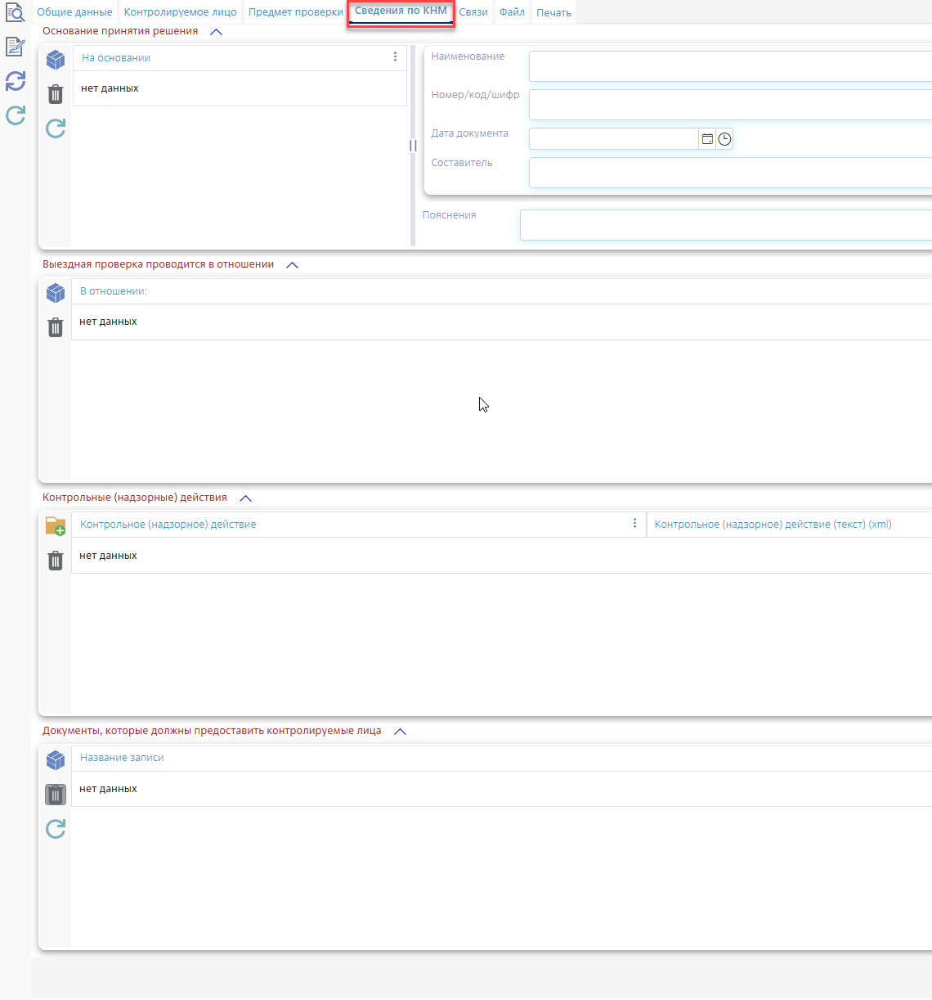 Общие данные Контролируемое лицо Предмет проверки Сведения по КНМ Связи Файл Печать
Основание принятия решения
На основании
нет данных
Наименование
Номер/код/шифр
Дата документа
Составитель
Пояснения
Выездная проверка проводится в отношении
В отношении:
нет данных
Контрольные (надзорные) действия
Контрольное (надзорное) действие Контрольное (надзорное) действие (текст) (xml)
нет данных
Документы, которые должны предоставить контролируемые лица
Название записи
нет данных